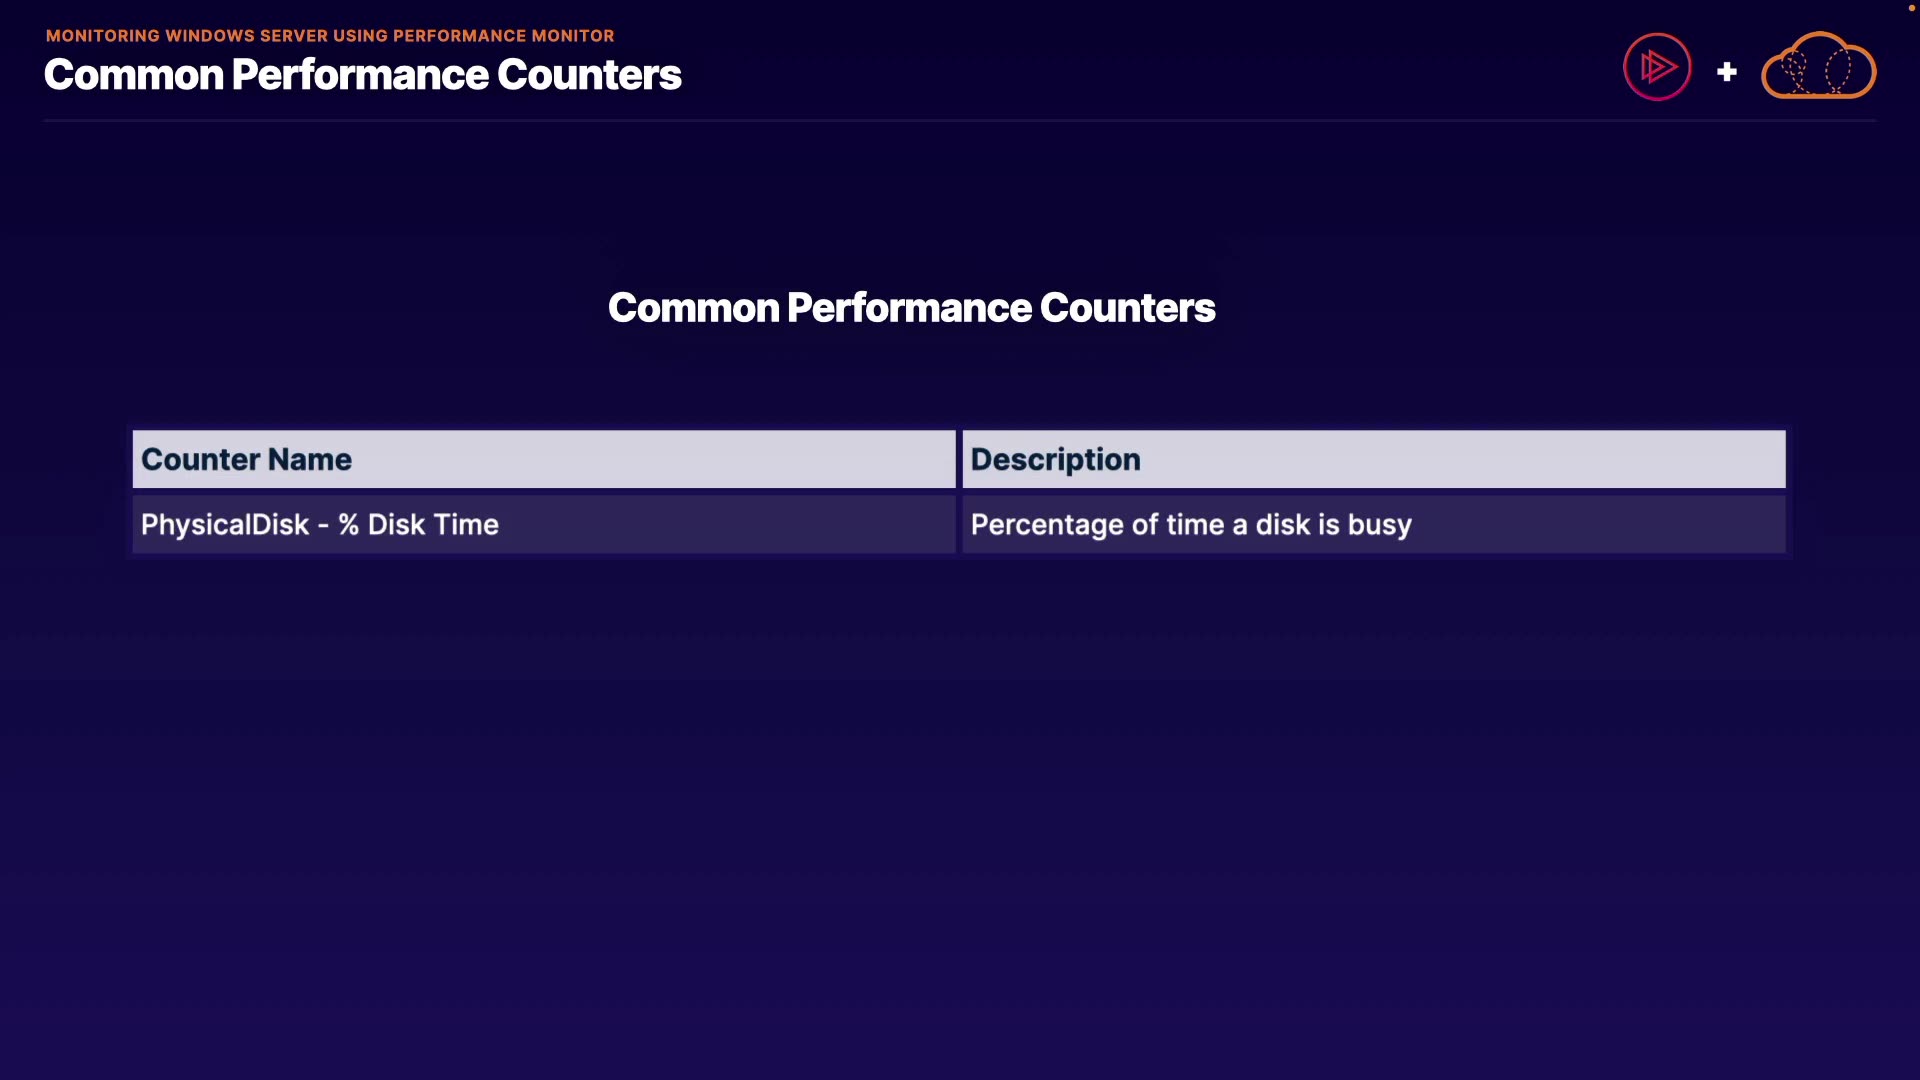 MONITORING WINDOWS SERVER USING PERFORMANCE MONITOR
Common Performance Counters
Common Performance Counters
Counter Name Description
PhysicalDisk - % Disk Time Percentage of time a disk is busy